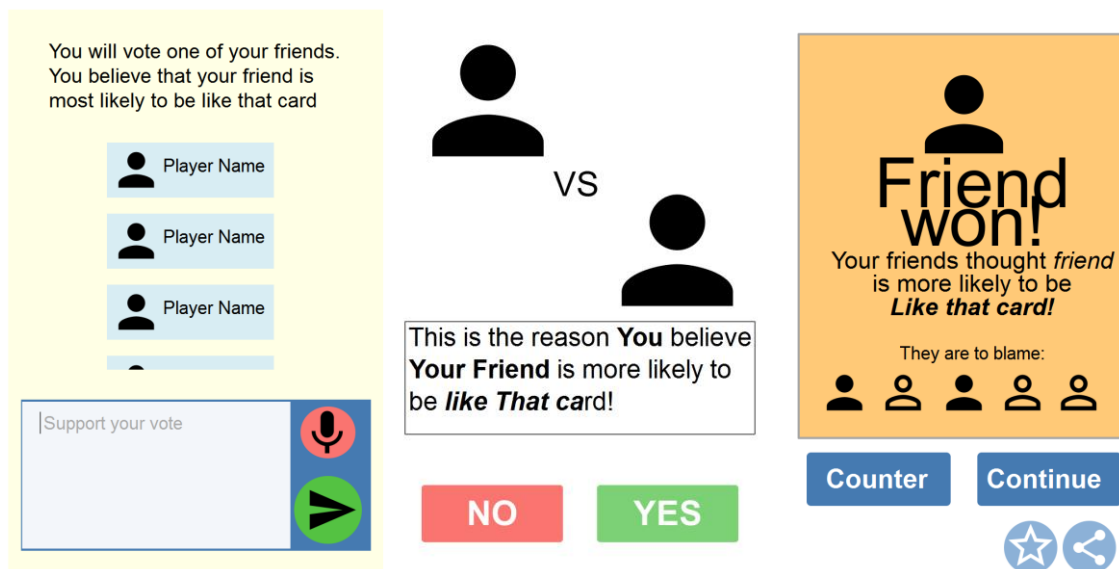 You will vote one of your friends.
You believe that your friend is
most likely to be like that card
Player Name
Player Name
Player Name
Support your vote
VS
This is the reason You believe
Your Friend is more likely to
be like That card!
NO
YES
Friend
won!
Your friends thought friend
is more likely to be
Like that card!
They are to blame:
Counter
Continue